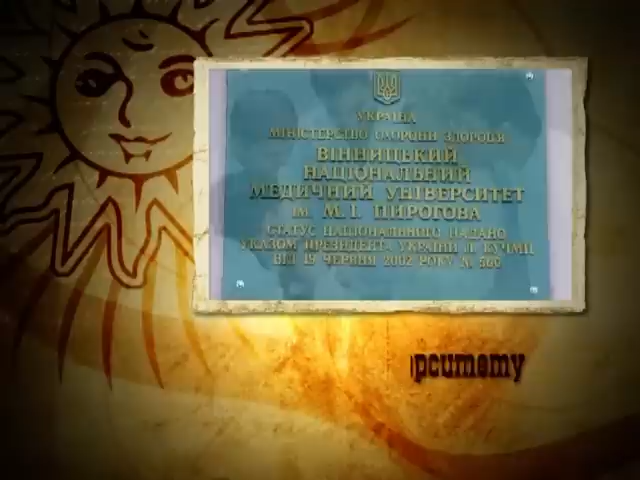 УКРАЇНА
МІНІСТЕРСТВО ОХОРОНИ ЗДОРОВ'Я
ВІННИЦЬКИЙ
НАЦІОНАЛЬНИЙ
МЕДИЧНИЙ УНІВЕРСИТЕТ
ІМ. М. І. ПИРОГОВА
СТАТУС НАЦІОНАЛЬНОГО НАДАНО
УКАЗОМ ПРЕЗИДЕНТА УКРАЇНИ Л. КУЧМИ
ВІД 19 ЧЕРВНЯ 2002 РОКУ №
рситету